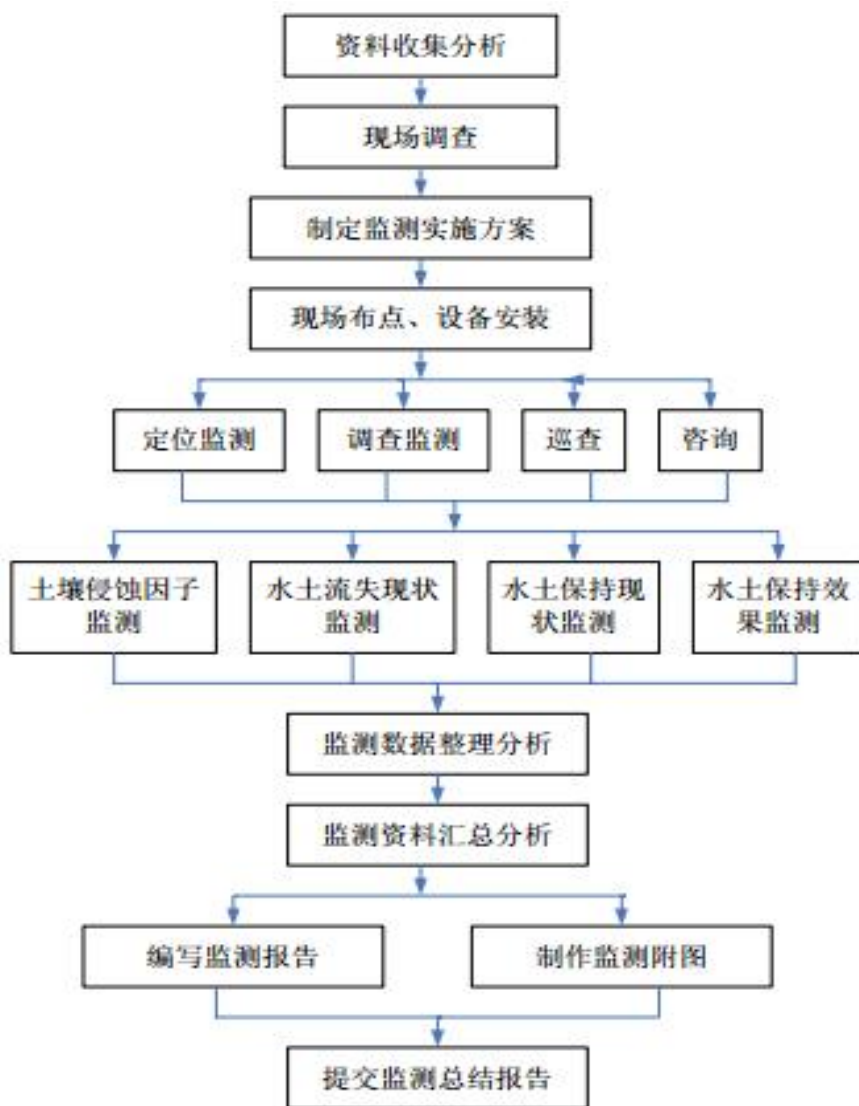 资料收集分析
现场调查
制定监测实施方案
现场布点、设备安装
定位监测
调查监测
巡查
咨询
土壤侵蚀因子
监测
水土流失现状
监测
水土保持现
状监测
水土保持效
果监测
监测数据整理分析
监测资料汇总分析
编写监测报告
制作监测附图
提交监测总结报告